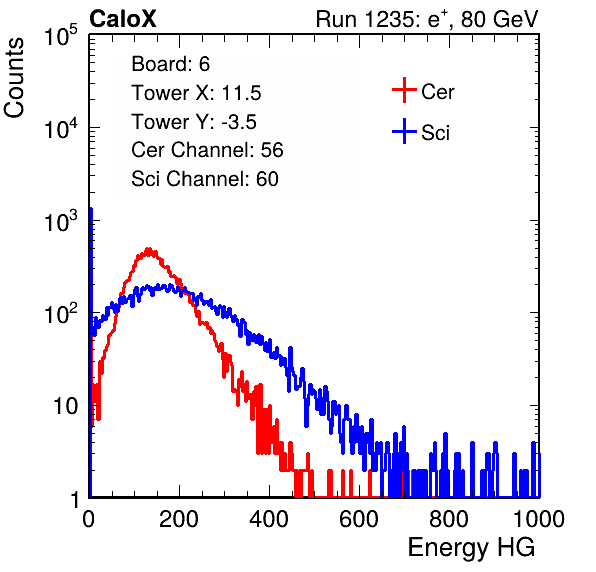 CaloX Run 1235: e⁺, 80 GeV
Counts
10⁵
10⁴
10³
10²
10
1
Board: 6
Tower X: 11.5
Tower Y: -3.5
Cer Channel: 56
Sci Channel: 60
Cer
Sci
0 200 400 600 800 1000
Energy HG